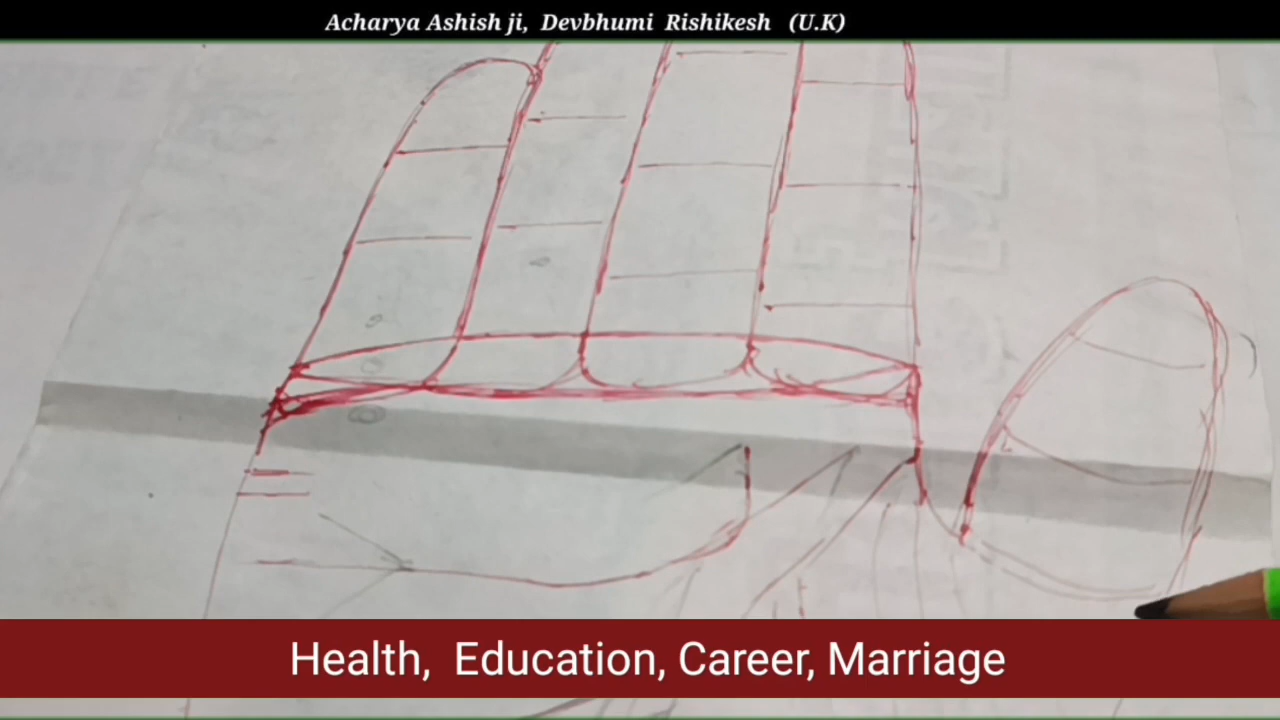 Acharya Ashish ji, Devbhumi Rishikesh (U.K)
Health, Education, Career, Marriage